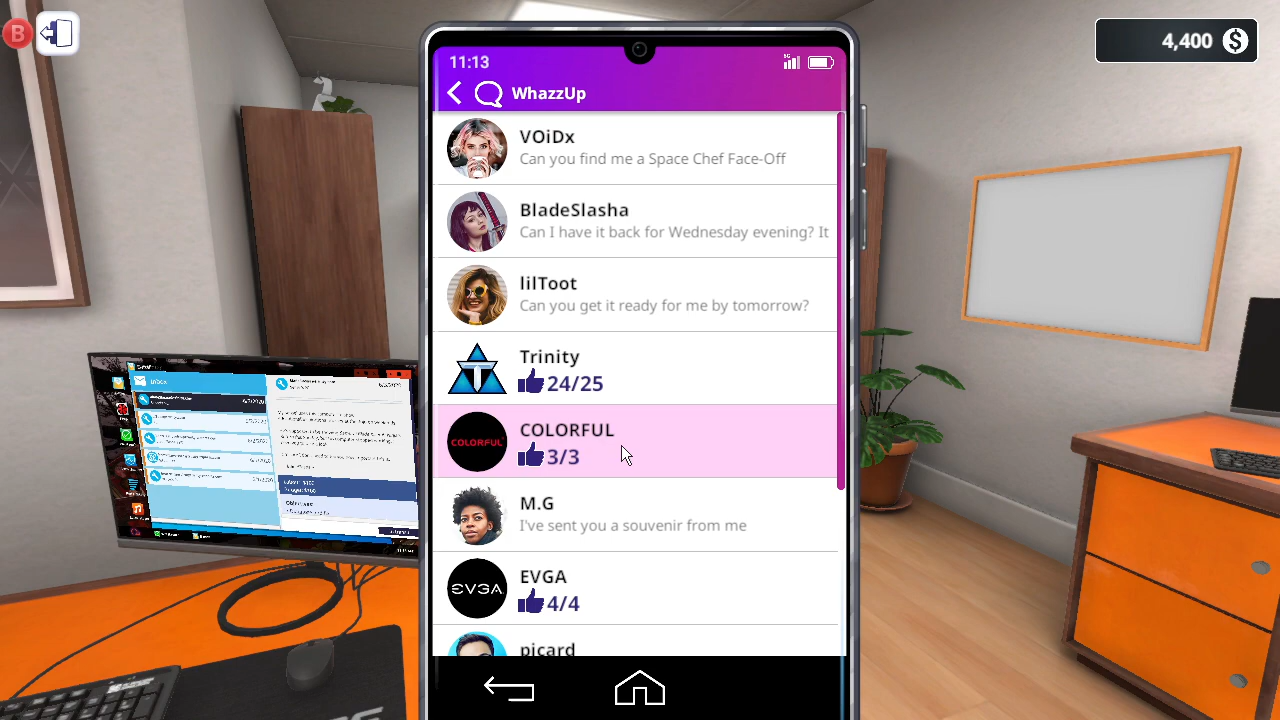 B
4,400 $
11:13
WhazzUp
VOiDx
Can you find me a Space Chef Face-Off
BladeSlasha
Can I have it back for Wednesday evening? It
lilToot
Can you get it ready for me by tomorrow?
Trinity
24/25
COLORFUL
COLORFUL
3/3
M.G
I've sent you a souvenir from me
EVGA
EVGA
4/4
picard
Inbox